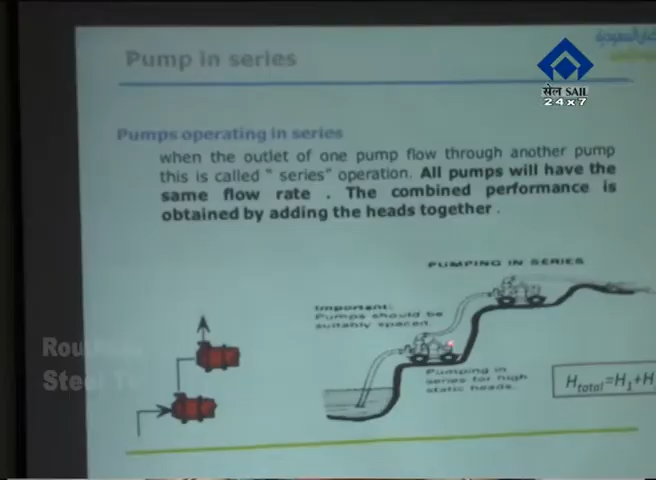 Pump in series
सेल SAIL
24x7
Pumps operating in series
when the outlet of one pump flow through another pump
this is called “ series” operation. All pumps will have the
same flow rate . The combined performance is
obtained by adding the heads together .
PUMPING IN SERIES
Important:
Pumps should be
suitably spaced
Pumping in
series for high
static heads.
Htotal=H1+H
Steel